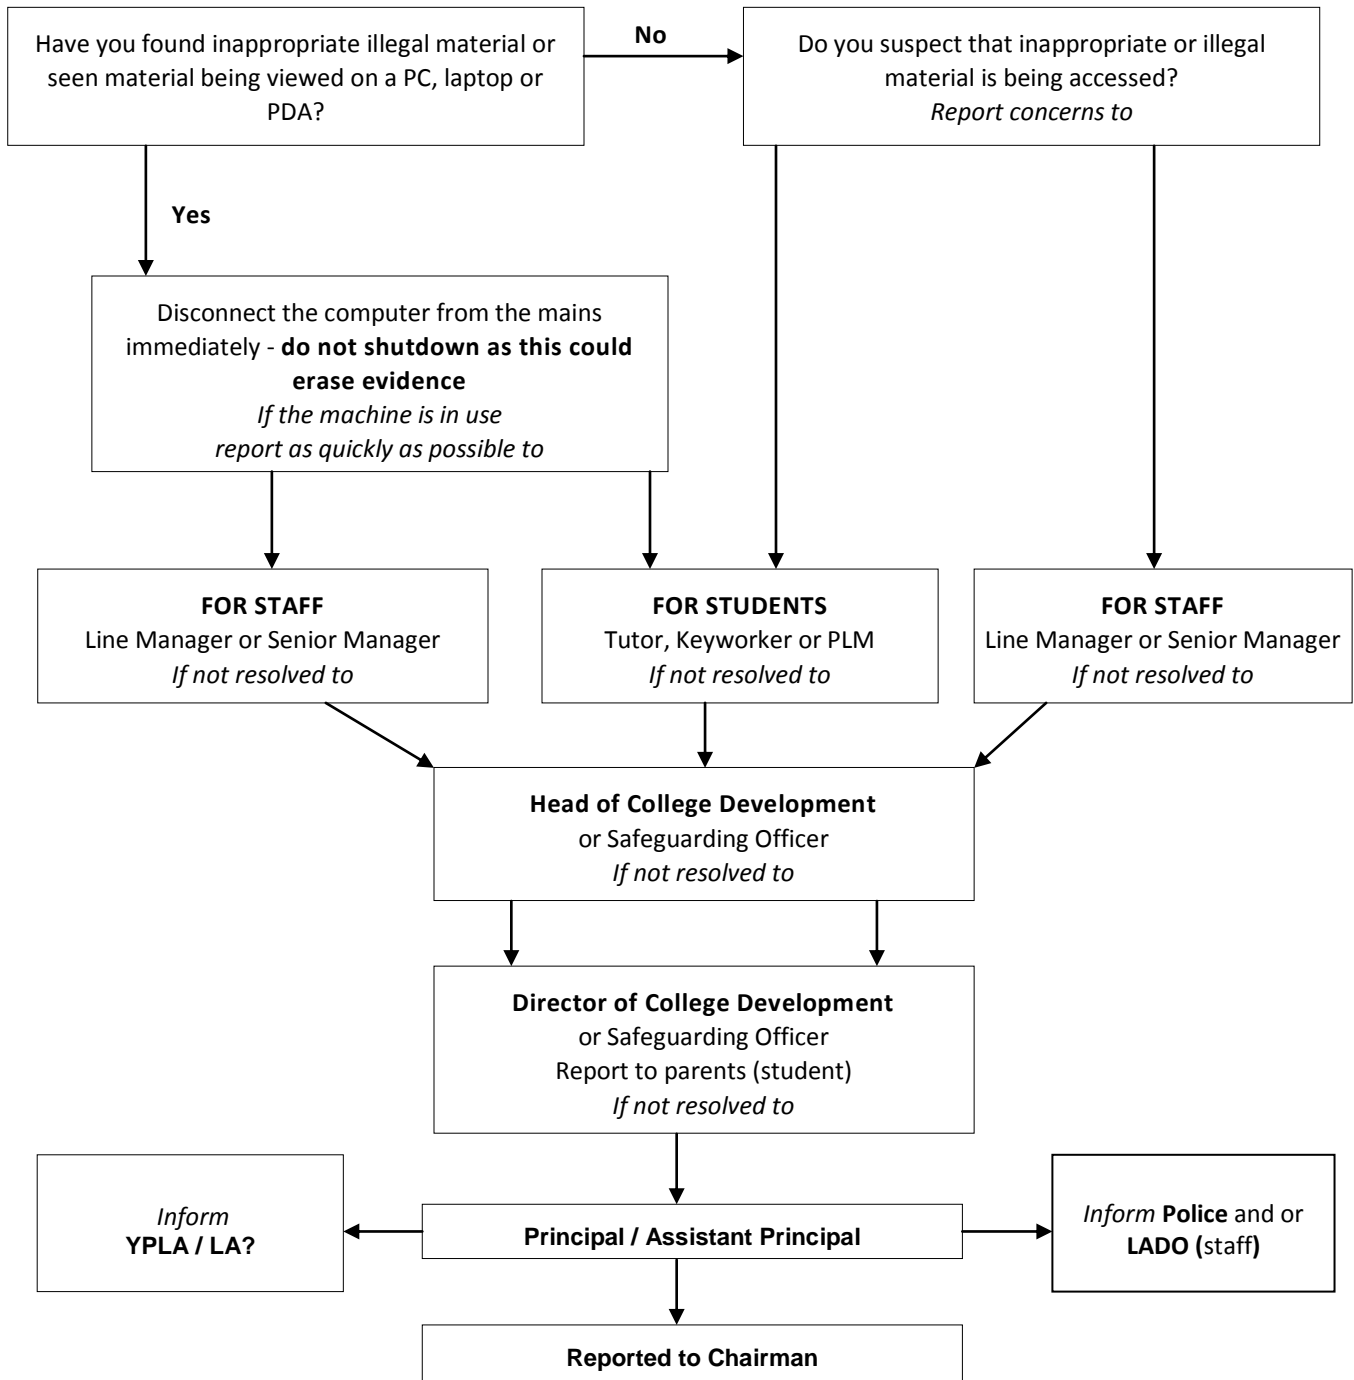 Have you found inappropriate illegal material or
seen material being viewed on a PC, laptop or
PDA?
No
Do you suspect that inappropriate or illegal
material is being accessed?
Report concerns to
Yes
Disconnect the computer from the mains
immediately - do not shutdown as this could
erase evidence
If the machine is in use
report as quickly as possible to
FOR STAFF
Line Manager or Senior Manager
If not resolved to
FOR STUDENTS
Tutor, Keyworker or PLM
If not resolved to
FOR STAFF
Line Manager or Senior Manager
If not resolved to
Head of College Development
or Safeguarding Officer
If not resolved to
Director of College Development
or Safeguarding Officer
Report to parents (student)
If not resolved to
Inform
YPLA / LA?
Principal / Assistant Principal
Inform Police and or
LADO (staff)
Reported to Chairman